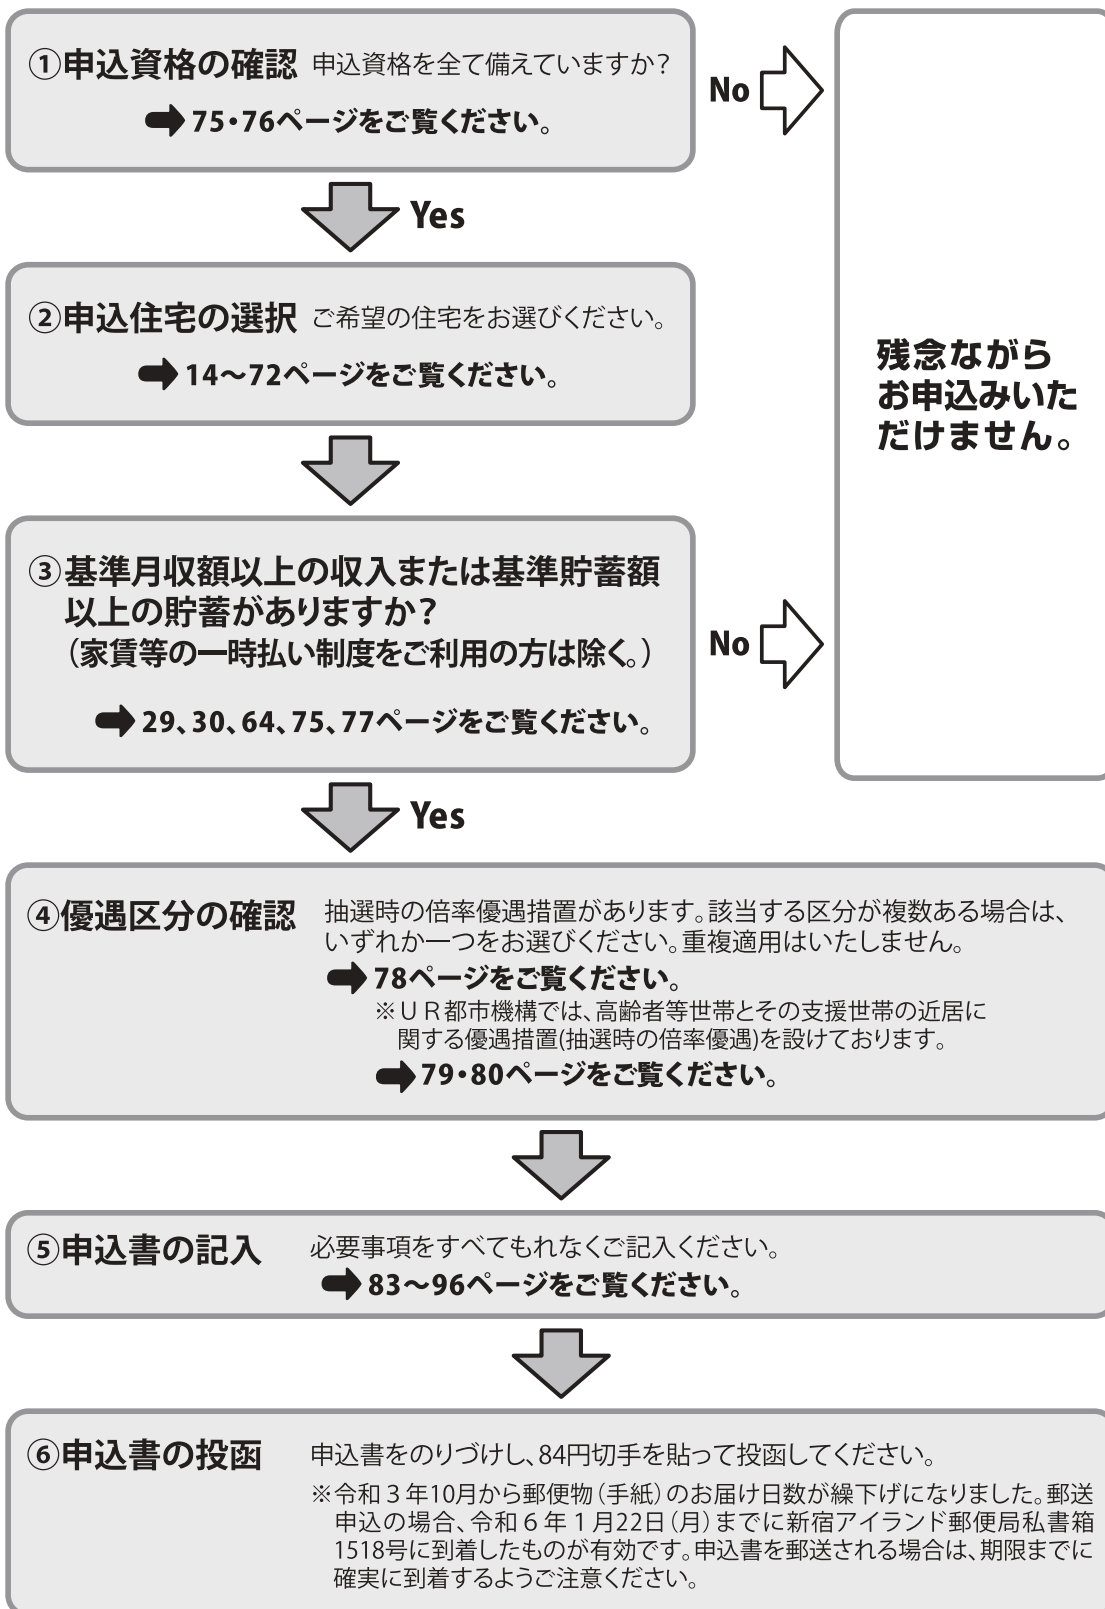 ①申込資格の確認 申込資格を全て備えていますか?
➡ 75・76ページをご覧ください。
No
Yes
②申込住宅の選択 ご希望の住宅をお選びください。
➡ 14〜72ページをご覧ください。
残念ながら
お申込みいた
だけません。
③基準月収額以上の収入または基準貯蓄額
以上の貯蓄がありますか?
(家賃等の一時払い制度をご利用の方は除く。)
➡ 29、30、64、75、77ページをご覧ください。
No
Yes
④優遇区分の確認 抽選時の倍率優遇措置があります。該当する区分が複数ある場合は、
いずれか一つをお選びください。重複適用はいたしません。
➡ 78ページをご覧ください。
※UR都市機構では、高齢者等世帯とその支援世帯の近居に
関する優遇措置(抽選時の倍率優遇)を設けております。
➡ 79・80ページをご覧ください。
⑤申込書の記入 必要事項をすべてもれなくご記入ください。
➡ 83〜96ページをご覧ください。
⑥申込書の投函 申込書をのりづけし、84円切手を貼って投函してください。
※令和3年10月から郵便物(手紙)のお届け日数が繰下げになりました。郵送
申込の場合、令和6年1月22日(月)までに新宿アイランド郵便局私書箱
1518号に到着したものが有効です。申込書を郵送される場合は、期限までに
確実に到着するようご注意ください。